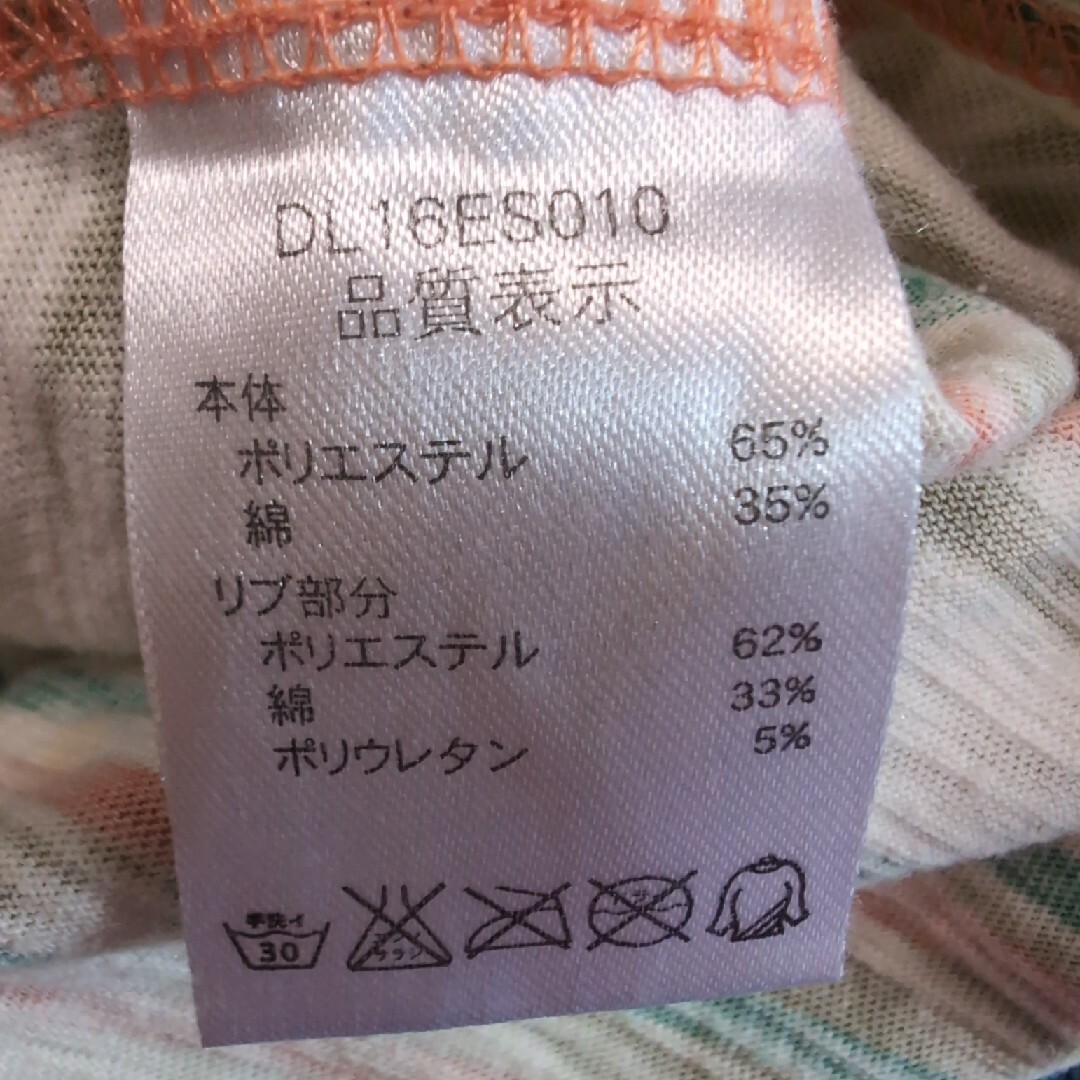 DL16ES010
品質表示
本体
ポリエステル 65%
綿 35%
リブ部分
ポリエステル 62%
綿 33%
ポリウレタン 5%
手洗イ
30